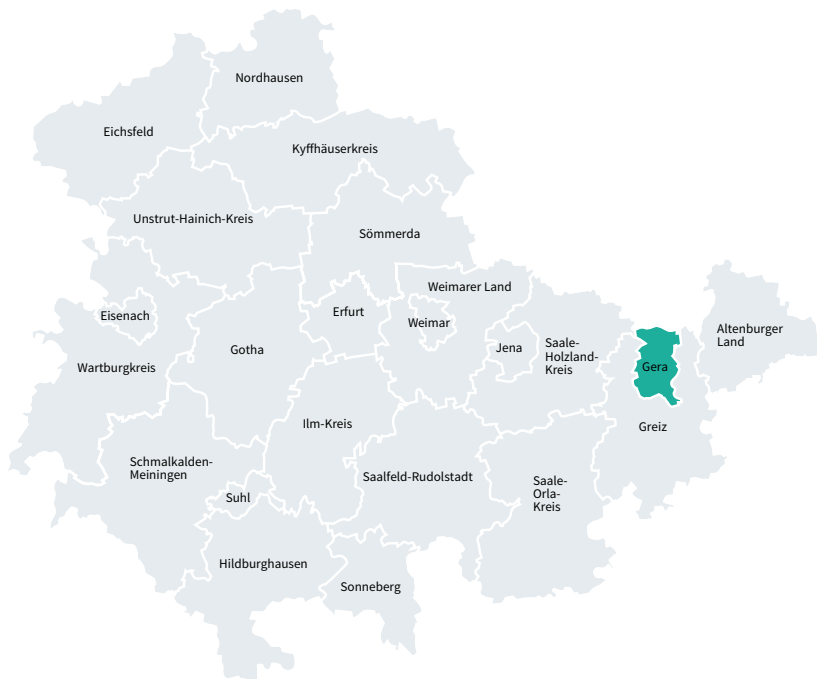 Nordhausen
Eichsfeld
Kyffhäuserkreis
Unstrut-Hainich-Kreis
Sömmerda
Weimarer Land
Eisenach
Erfurt
Weimar
Altenburger
Land
Gotha
Jena
Saale-
Holzland-
Kreis
Wartburgkreis
Gera
Ilm-Kreis
Greiz
Schmalkalden-
Meiningen
Saalfeld-Rudolstadt
Saale-
Orla-
Kreis
Suhl
Hildburghausen
Sonneberg